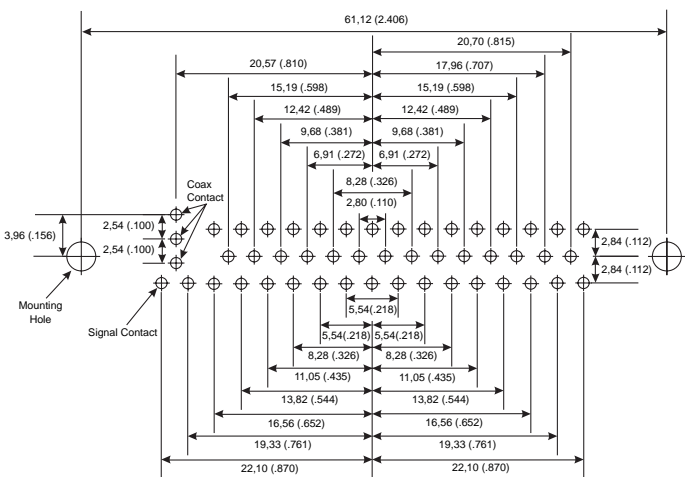 61,12 (2.406)
20,70 (.815)
20,57 (.810) 17,96 (.707)
15,19 (.598) 15,19 (.598)
12,42 (.489) 12,42 (.489)
9,68 (.381) 9,68 (.381)
6,91 (.272) 6,91 (.272)
Coax
Contact
8,28 (.326)
2,80 (.110)
3,96 (.156)
2,54 (.100)
2,54 (.100)
2,84 (.112)
2,84 (.112)
Mounting
Hole
Signal Contact
5,54(.218)
5,54(.218) 5,54(.218)
8,28 (.326) 8,28 (.326)
11,05 (.435) 11,05 (.435)
13,82 (.544) 13,82 (.544)
16,56 (.652) 16,56 (.652)
19,33 (.761) 19,33 (.761)
22,10 (.870) 22,10 (.870)